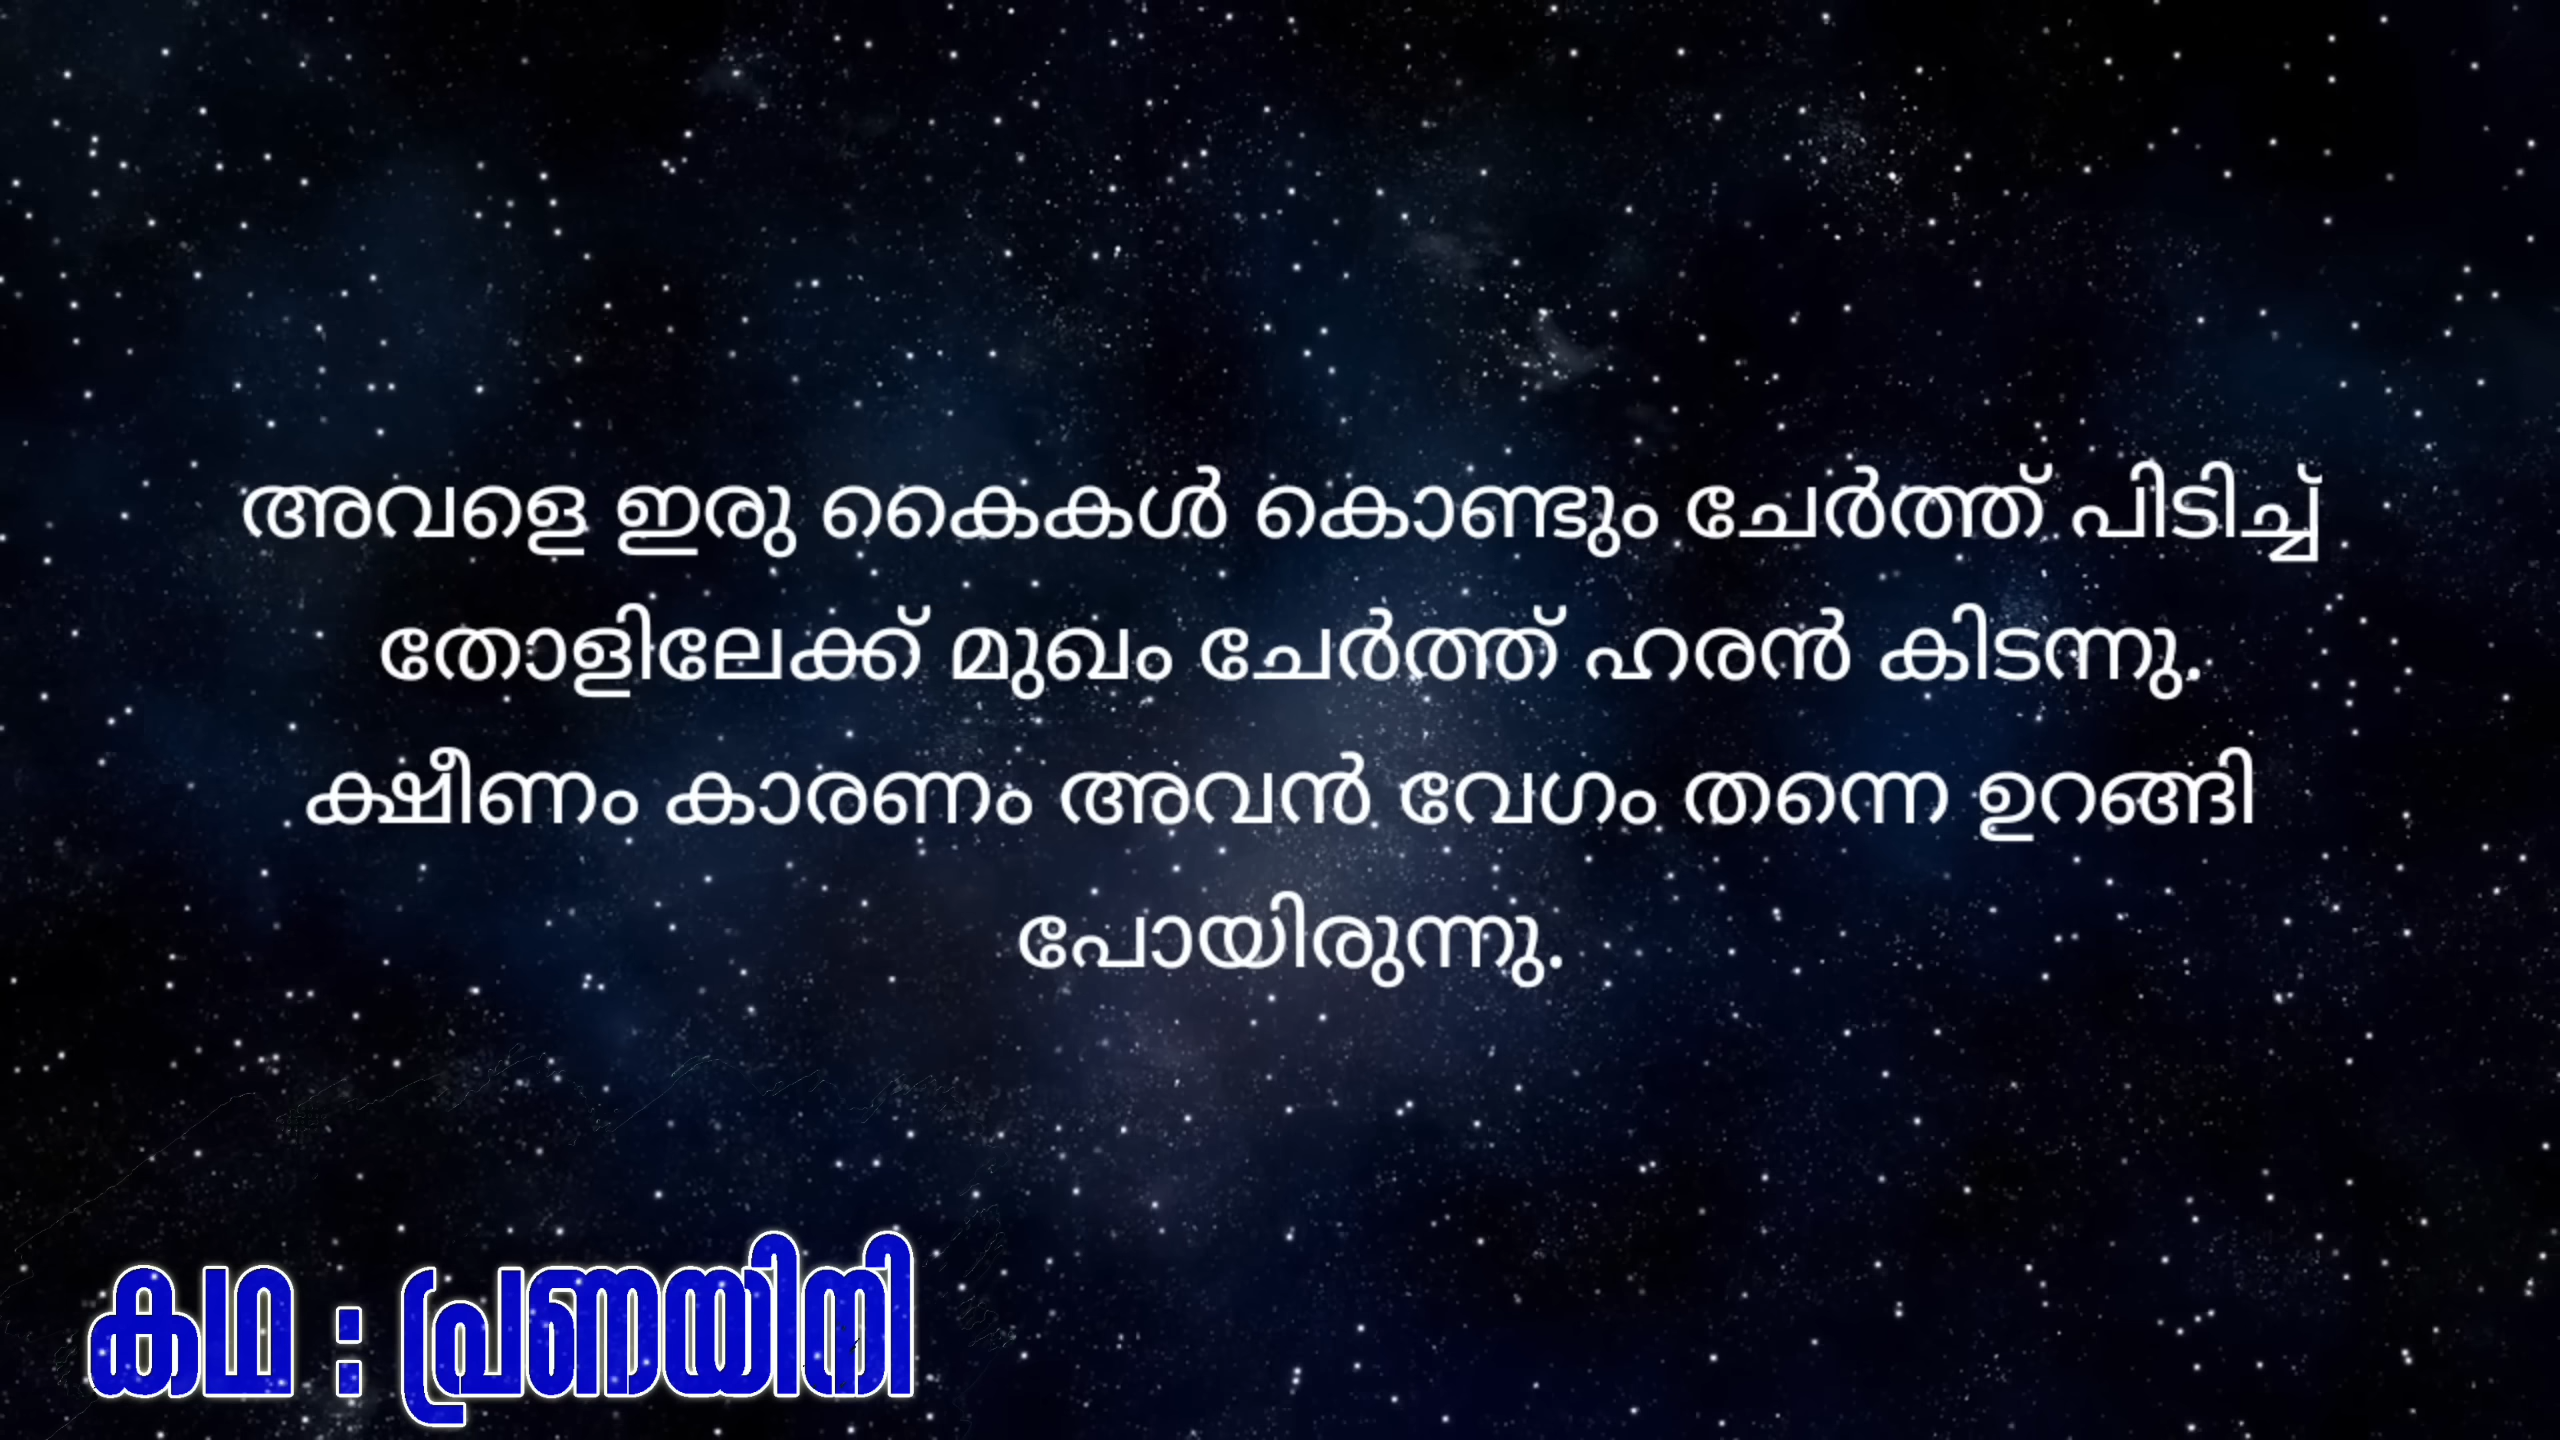 അവളെ ഇരു കൈകൾ കൊണ്ടും ചേർത്ത് പിടിച്ച്
തോളിലേക്ക് മുഖം ചേർത്ത് ഹരൻ കിടന്നു.
ക്ഷീണം കാരണം അവൻ വേഗം തന്നെ ഉറങ്ങി
പോയിരുന്നു.
കഥ : പ്രണയിനി